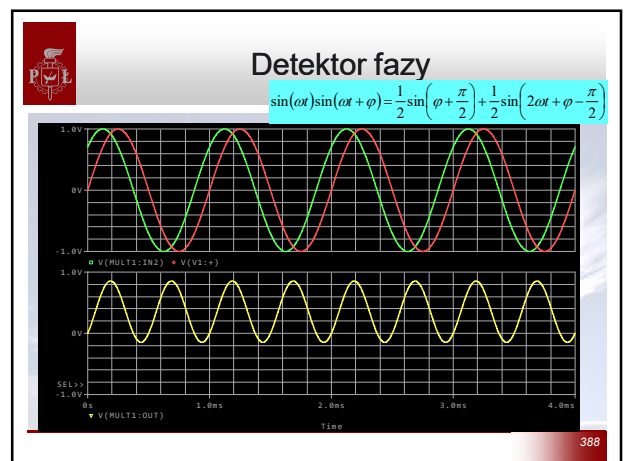 P Ł
Detektor fazy
sin(ωt)sin(ωt + φ) = 1/2 sin(φ + π/2) + 1/2 sin(2ωt + φ − π/2)
1.0V
0V
-1.0V
V(MULT1:IN2) V(V1:+)
1.0V
0V
SEL>>
-1.0V
0s 1.0ms 2.0ms 3.0ms 4.0ms
V(MULT1:OUT)
Time
388